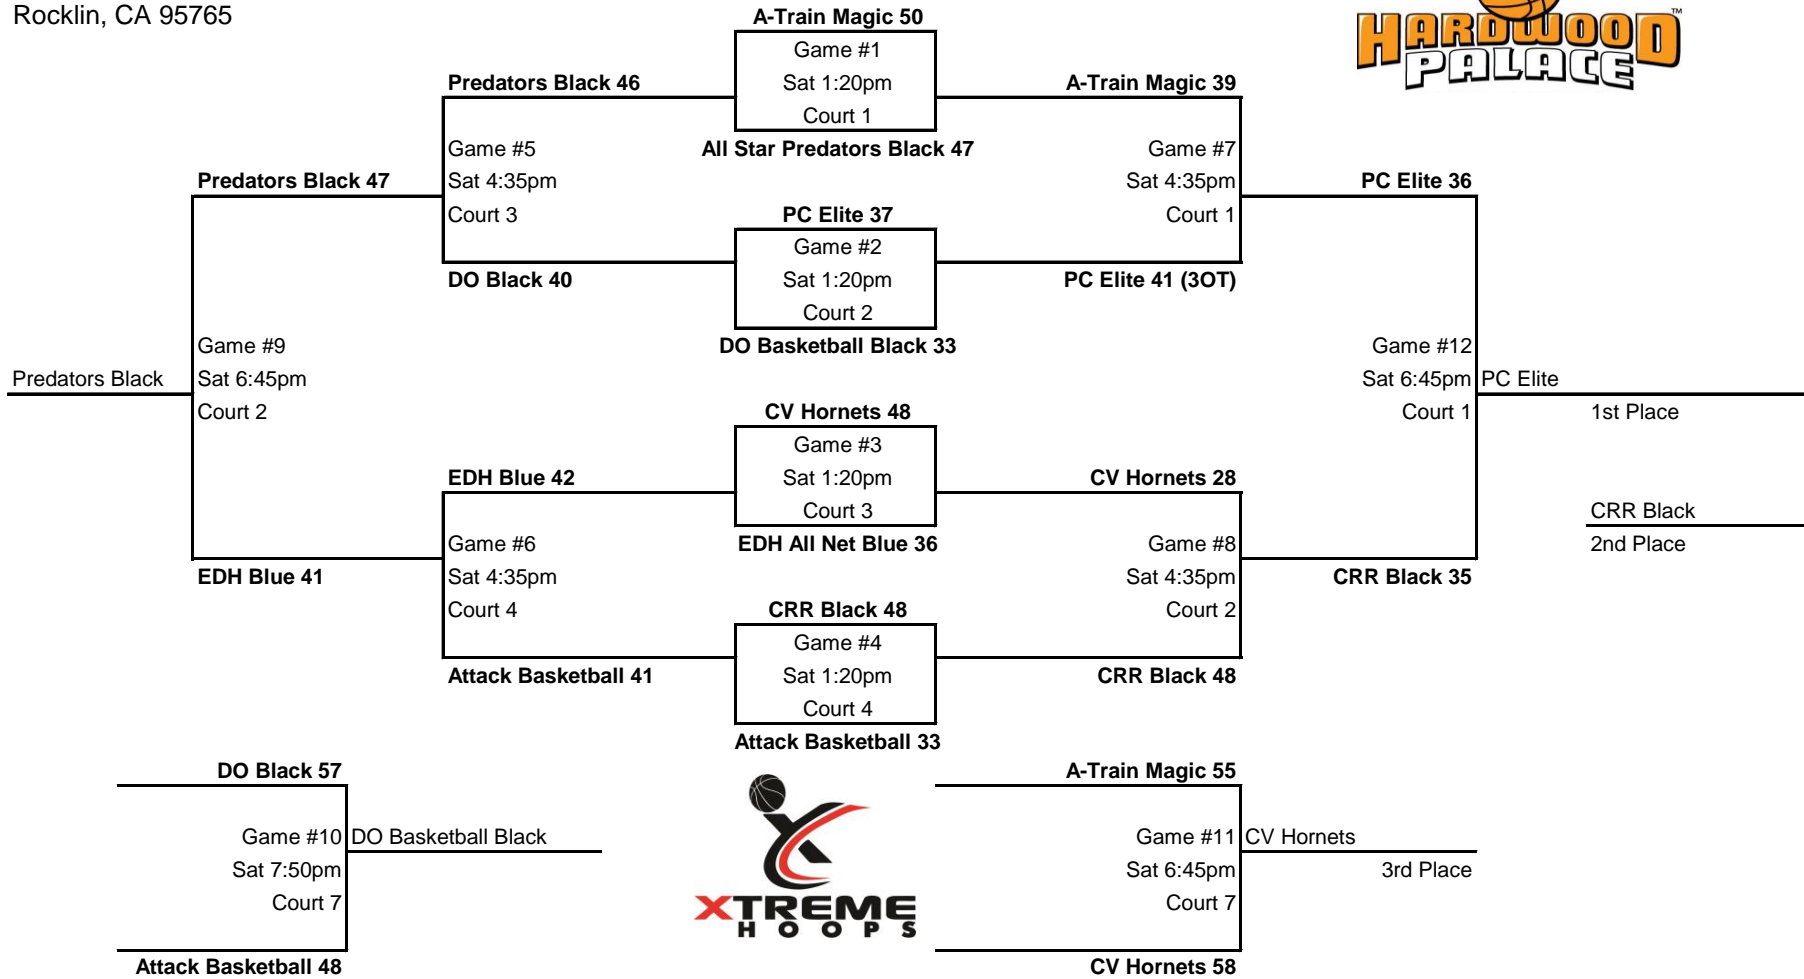 Rocklin, CA 95765
HARDWOOD
PALACE
™
A-Train Magic 50
Game #1
Sat 1:20pm
Court 1
All Star Predators Black 47
Predators Black 46
Game #5
Sat 4:35pm
Court 3
DO Black 40
A-Train Magic 39
Game #7
Sat 4:35pm
Court 1
PC Elite 41 (3OT)
PC Elite 37
Game #2
Sat 1:20pm
Court 2
DO Basketball Black 33
Predators Black 47
Game #9
Sat 6:45pm
Court 2
EDH Blue 41
Predators Black
PC Elite 36
Game #12
Sat 6:45pm
Court 1
CRR Black 35
PC Elite
1st Place
CRR Black
2nd Place
CV Hornets 48
Game #3
Sat 1:20pm
Court 3
EDH All Net Blue 36
EDH Blue 42
Game #6
Sat 4:35pm
Court 4
Attack Basketball 41
CV Hornets 28
Game #8
Sat 4:35pm
Court 2
CRR Black 48
CRR Black 48
Game #4
Sat 1:20pm
Court 4
Attack Basketball 33
DO Black 57
Game #10
Sat 7:50pm
Court 7
Attack Basketball 48
DO Basketball Black
XTREME
HOOPS
A-Train Magic 55
Game #11
Sat 6:45pm
Court 7
CV Hornets 58
CV Hornets
3rd Place